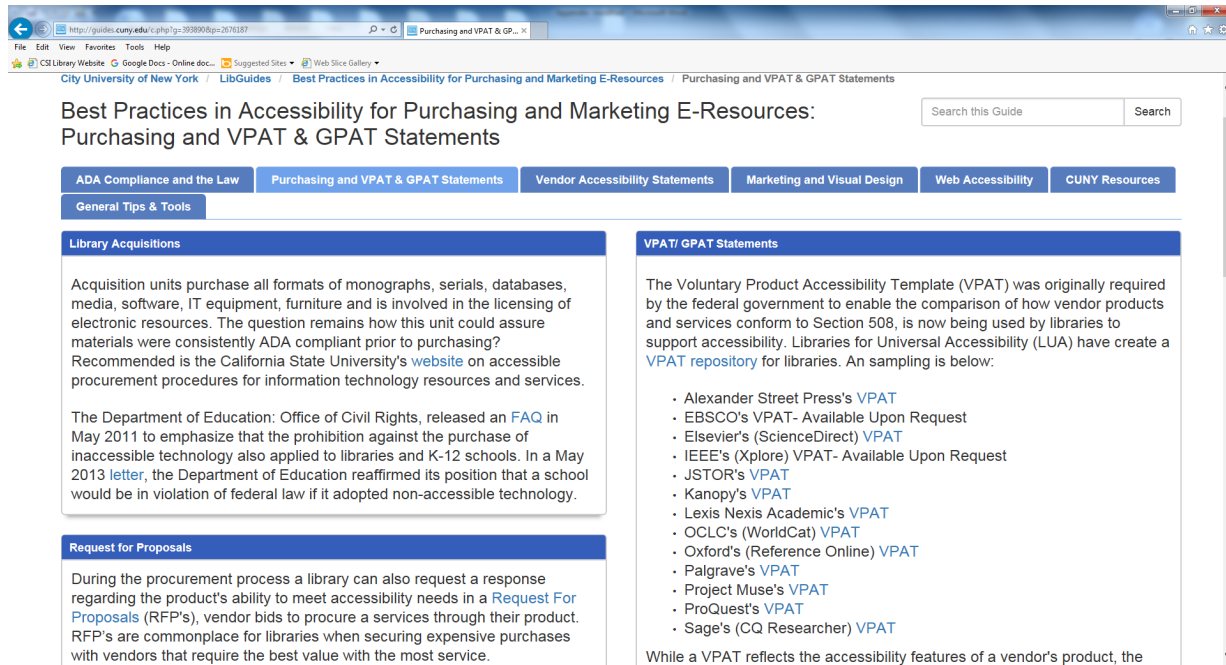 http://guides.cuny.edu/c.php?g=393890&p=2676187
Purchasing and VPAT & GP...
File Edit View Favorites Tools Help
CSI Library Website Google Docs - Online doc... Suggested Sites Web Slice Gallery
City University of New York / LibGuides / Best Practices in Accessibility for Purchasing and Marketing E-Resources / Purchasing and VPAT & GPAT Statements
Best Practices in Accessibility for Purchasing and Marketing E-Resources:
Purchasing and VPAT & GPAT Statements
Search this Guide Search
ADA Compliance and the Law Purchasing and VPAT & GPAT Statements Vendor Accessibility Statements Marketing and Visual Design Web Accessibility CUNY Resources
General Tips & Tools
Library Acquisitions
Acquisition units purchase all formats of monographs, serials, databases,
media, software, IT equipment, furniture and is involved in the licensing of
electronic resources. The question remains how this unit could assure
materials were consistently ADA compliant prior to purchasing?
Recommended is the California State University's website on accessible
procurement procedures for information technology resources and services.
The Department of Education: Office of Civil Rights, released an FAQ in
May 2011 to emphasize that the prohibition against the purchase of
inaccessible technology also applied to libraries and K-12 schools. In a May
2013 letter, the Department of Education reaffirmed its position that a school
would be in violation of federal law if it adopted non-accessible technology.
Request for Proposals
During the procurement process a library can also request a response
regarding the product's ability to meet accessibility needs in a Request For
Proposals (RFP's), vendor bids to procure a services through their product.
RFP's are commonplace for libraries when securing expensive purchases
with vendors that require the best value with the most service.
VPAT/ GPAT Statements
The Voluntary Product Accessibility Template (VPAT) was originally required
by the federal government to enable the comparison of how vendor products
and services conform to Section 508, is now being used by libraries to
support accessibility. Libraries for Universal Accessibility (LUA) have create a
VPAT repository for libraries. An sampling is below:
• Alexander Street Press's VPAT
• EBSCO's VPAT- Available Upon Request
• Elsevier's (ScienceDirect) VPAT
• IEEE's (Xplore) VPAT- Available Upon Request
• JSTOR's VPAT
• Kanopy's VPAT
• Lexis Nexis Academic's VPAT
• OCLC's (WorldCat) VPAT
• Oxford's (Reference Online) VPAT
• Palgrave's VPAT
• Project Muse's VPAT
• ProQuest's VPAT
• Sage's (CQ Researcher) VPAT
While a VPAT reflects the accessibility features of a vendor's product, the